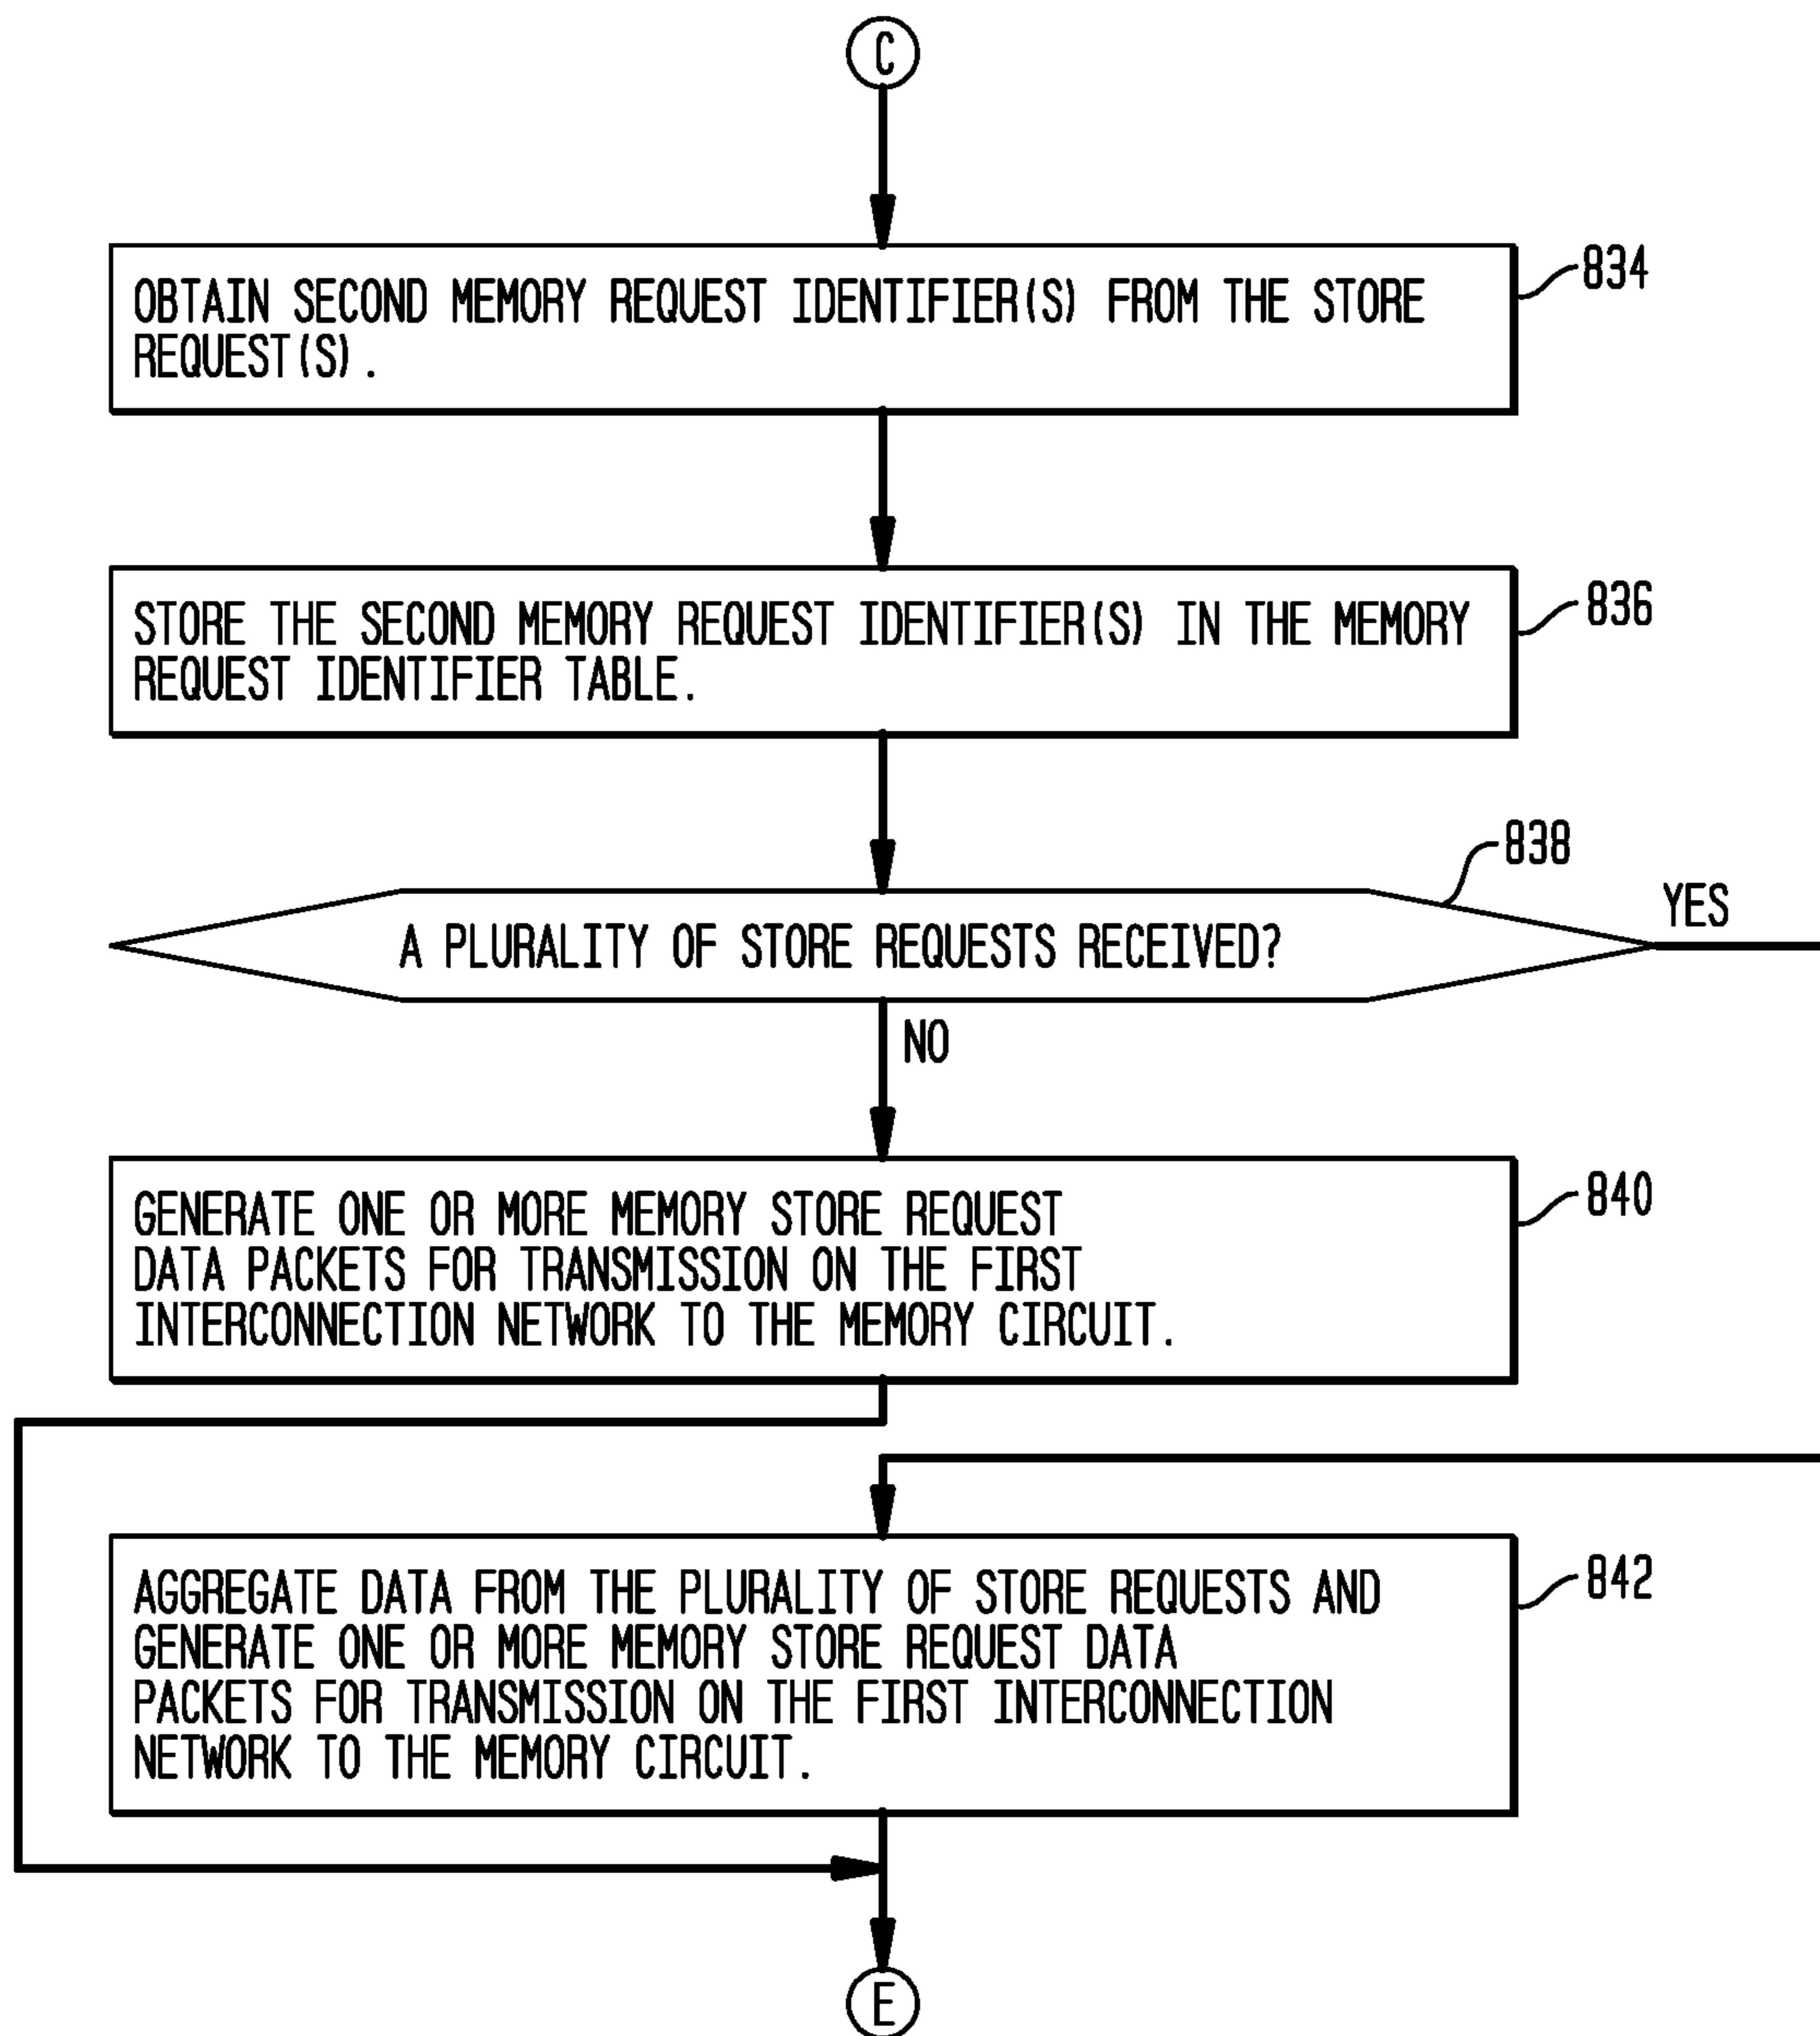 C
OBTAIN SECOND MEMORY REQUEST IDENTIFIER(S) FROM THE STORE
REQUEST(S).
834
STORE THE SECOND MEMORY REQUEST IDENTIFIER(S) IN THE MEMORY
REQUEST IDENTIFIER TABLE.
836
838
A PLURALITY OF STORE REQUESTS RECEIVED?
YES
NO
GENERATE ONE OR MORE MEMORY STORE REQUEST
DATA PACKETS FOR TRANSMISSION ON THE FIRST
INTERCONNECTION NETWORK TO THE MEMORY CIRCUIT.
840
AGGREGATE DATA FROM THE PLURALITY OF STORE REQUESTS AND
GENERATE ONE OR MORE MEMORY STORE REQUEST DATA
PACKETS FOR TRANSMISSION ON THE FIRST INTERCONNECTION
NETWORK TO THE MEMORY CIRCUIT.
842
E